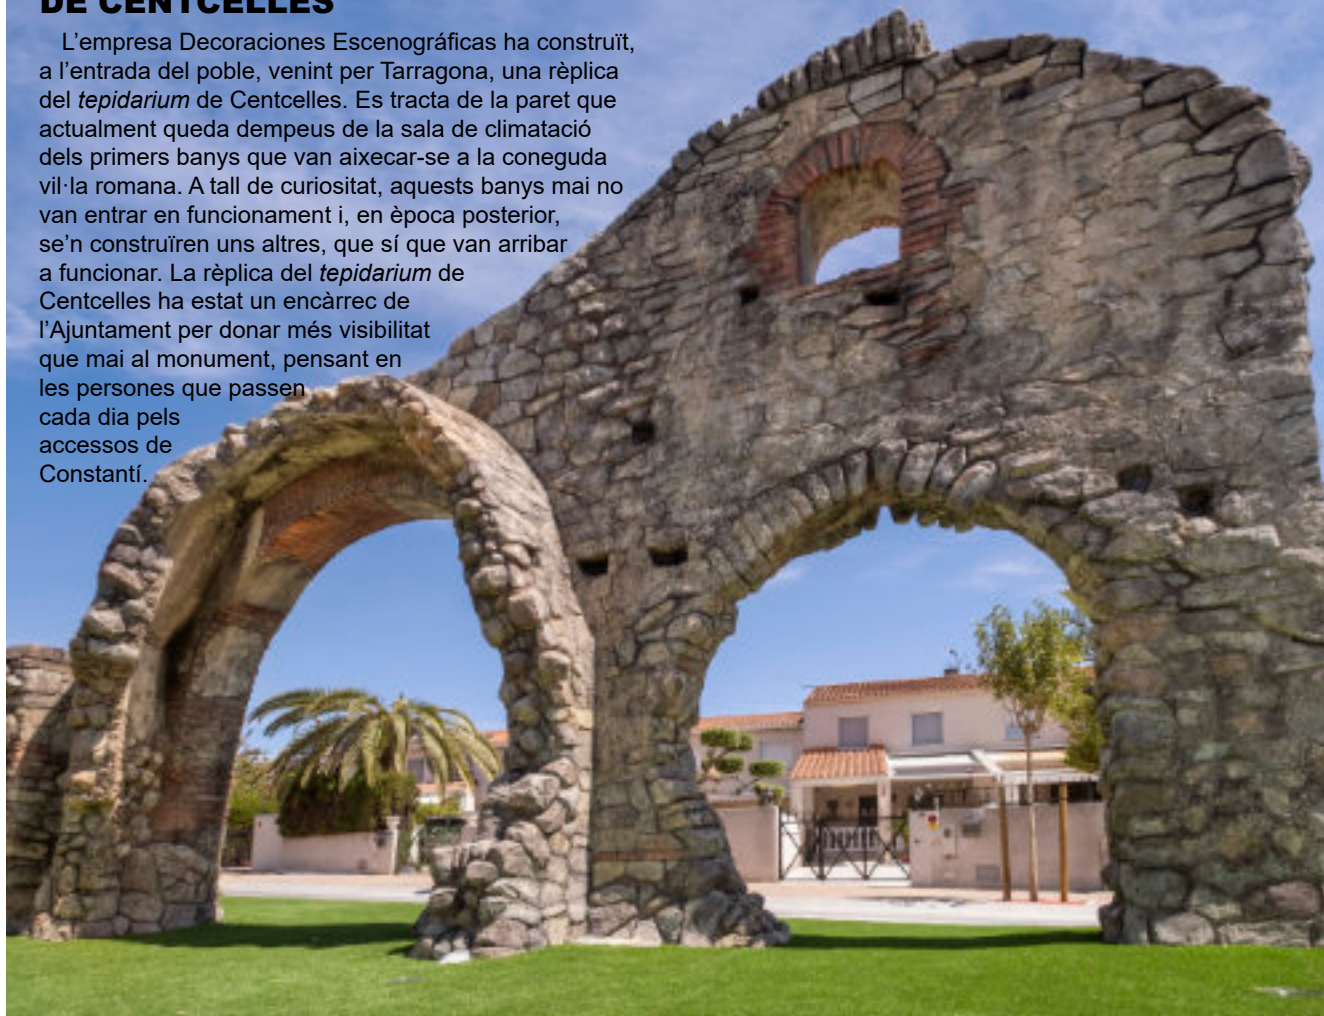 DE CENTCELLES
L’empresa Decoraciones Escenográficas ha construït,
a l’entrada del poble, venint per Tarragona, una rèplica
del tepidarium de Centcelles. Es tracta de la paret que
actualment queda dempeus de la sala de climatació
dels primers banys que van aixecar-se a la coneguda
vil·la romana. A tall de curiositat, aquests banys mai no
van entrar en funcionament i, en època posterior,
se’n construïren uns altres, que sí que van arribar
a funcionar. La rèplica del tepidarium de
Centcelles ha estat un encàrrec de
l’Ajuntament per donar més visibilitat
que mai al monument, pensant en
les persones que passen
cada dia pels
accessos de
Constantí.